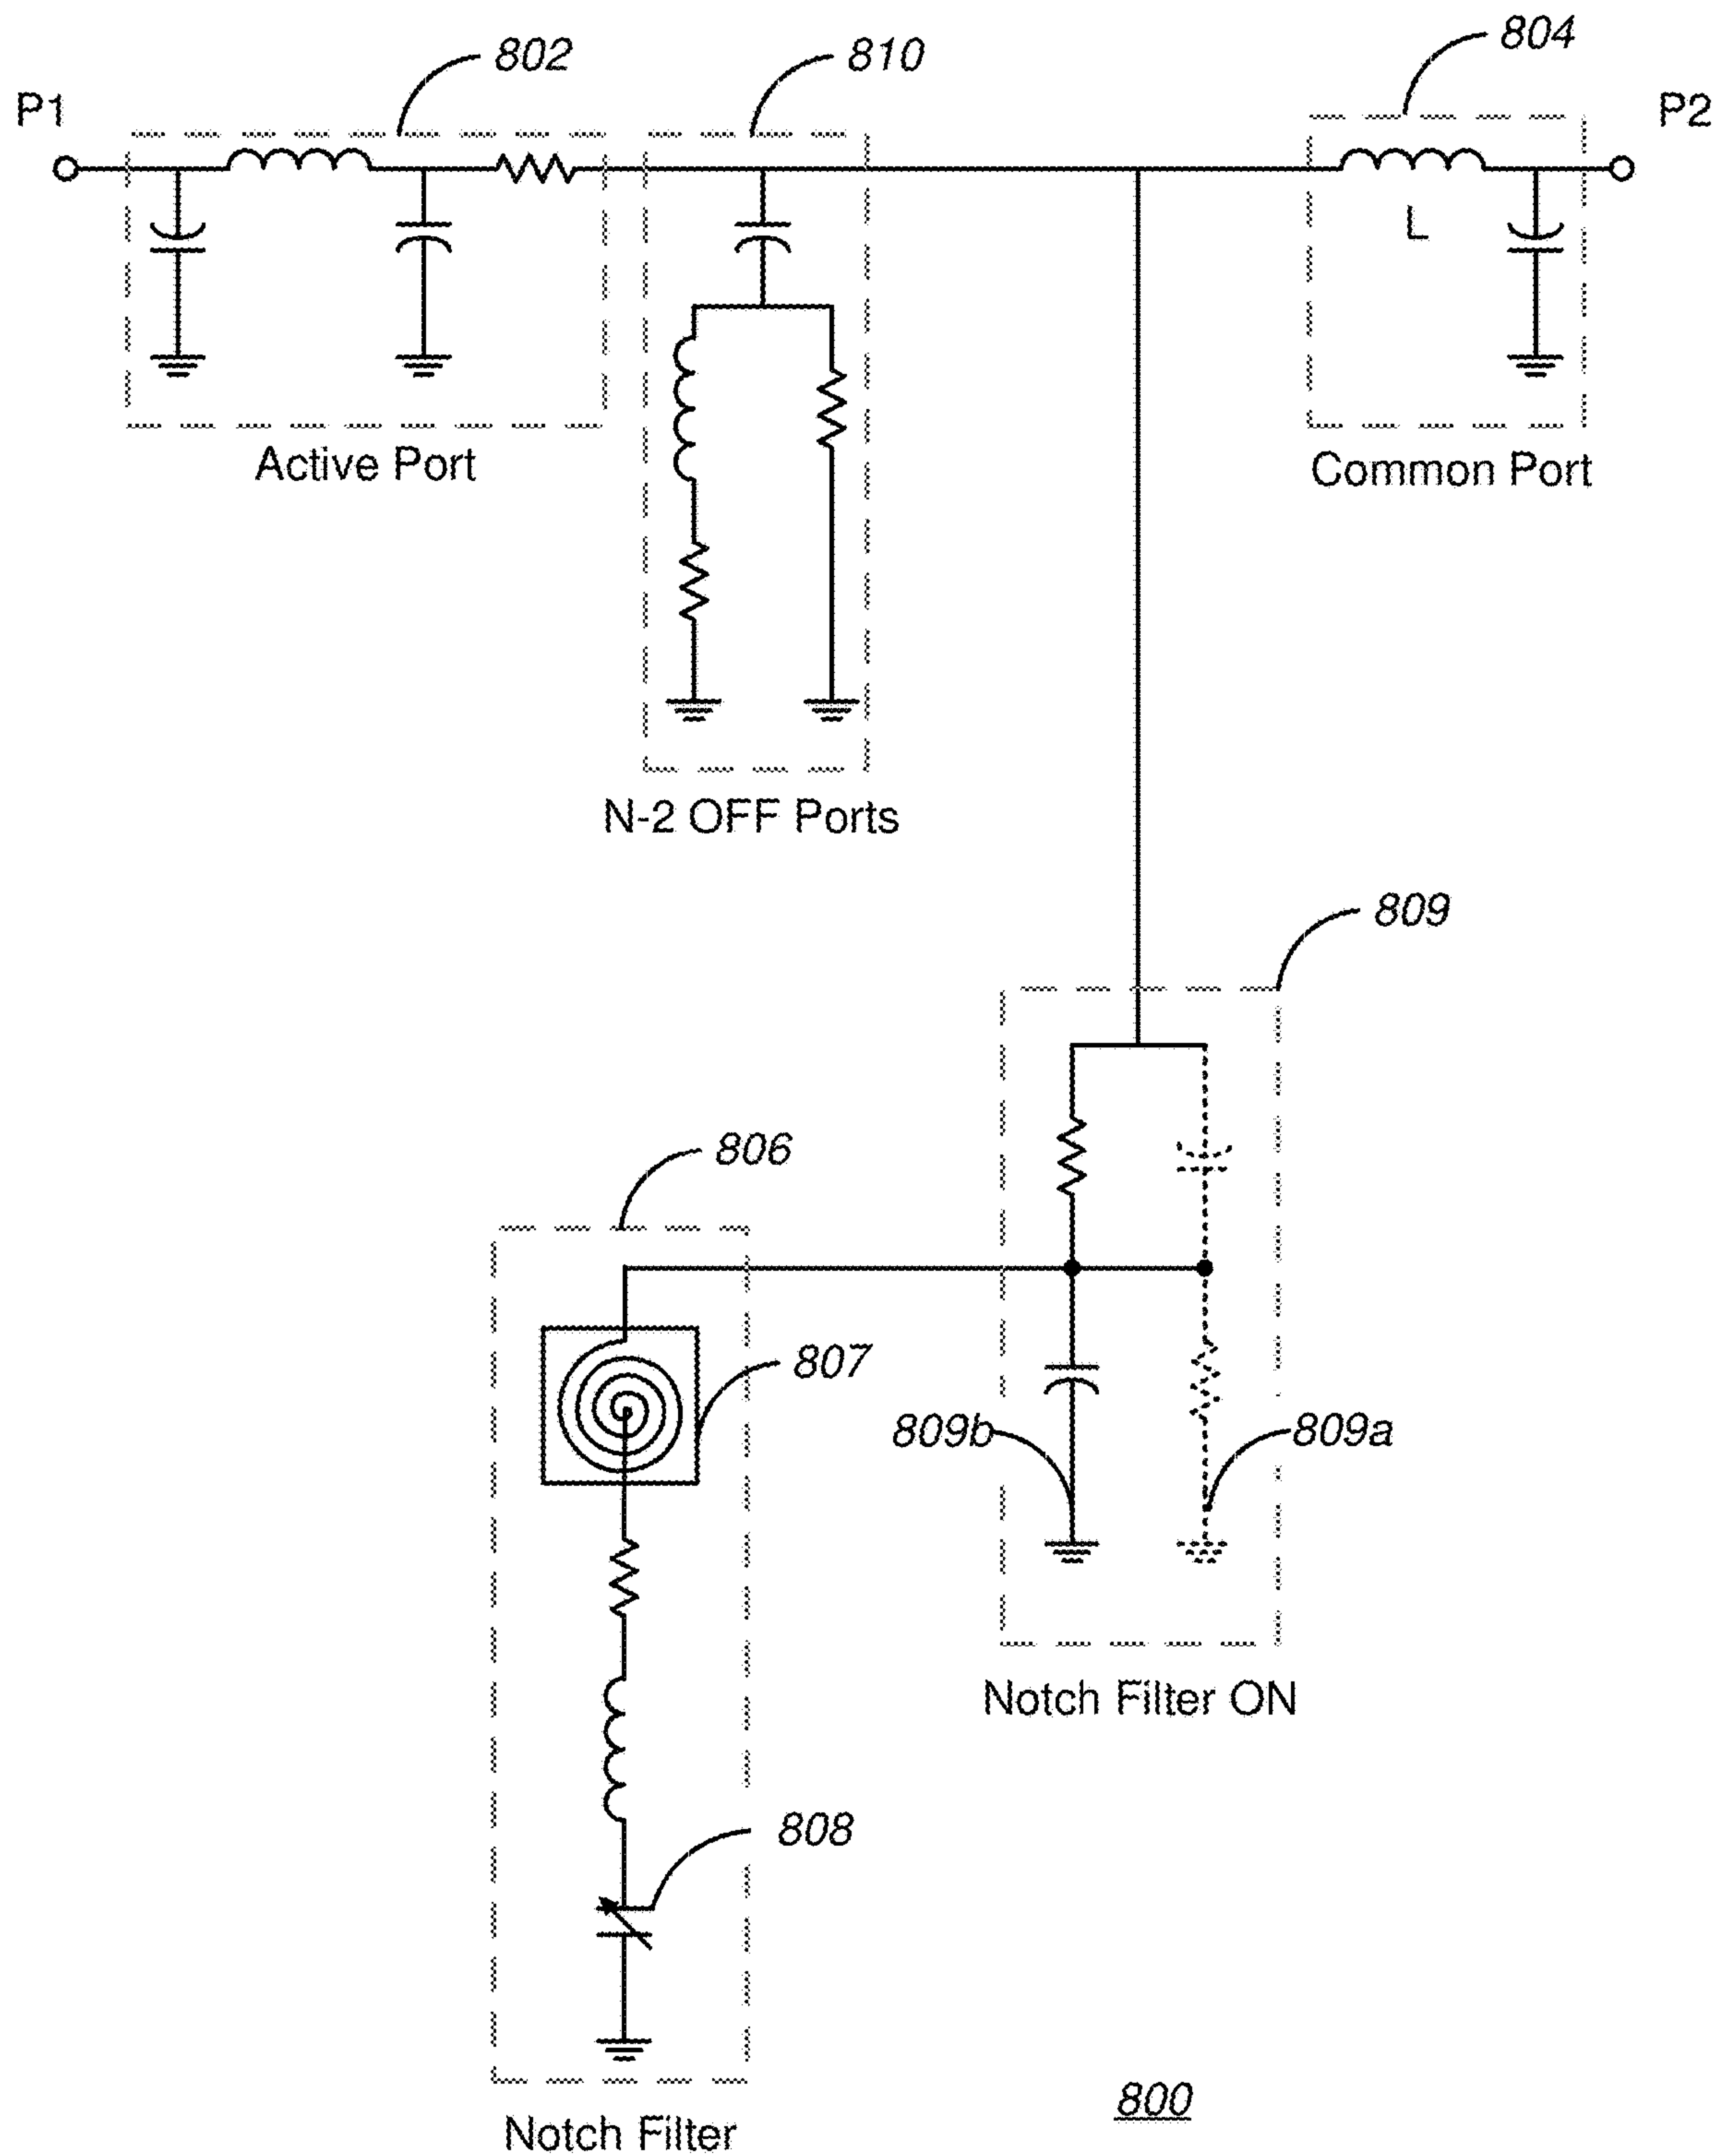 802
810
804
P1
P2
L
Active Port
Common Port
N-2 OFF Ports
809
806
807
809b
809a
Notch Filter ON
808
800
Notch Filter